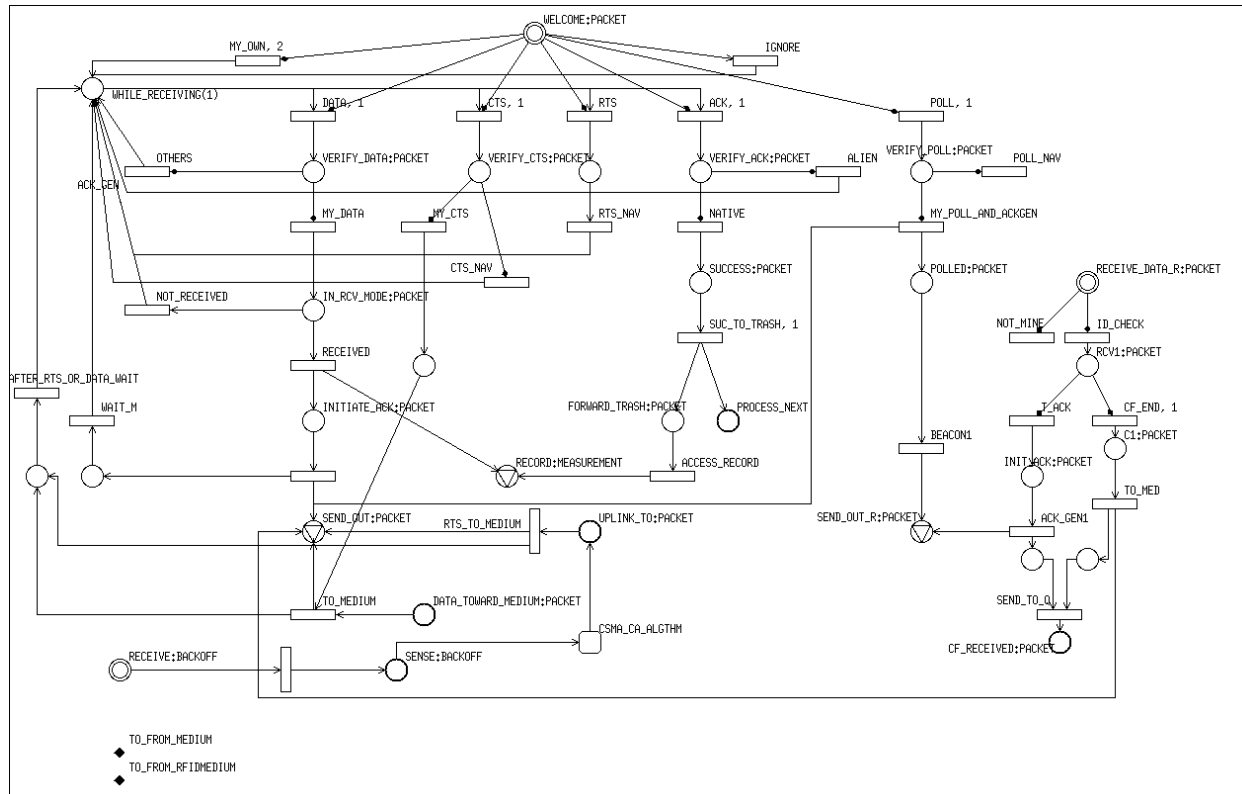 WELCOME:PACKET
MY_OWN, 2
IGNORE
WHILE_RECEIVING(1)
DATA, 1
CTS, 1
RTS
ACK, 1
POLL, 1
OTHERS
VERIFY_DATA:PACKET
VERIFY_CTS:PACKET
VERIFY_ACK:PACKET
ALIEN
VERIFY_POLL:PACKET
POLL_NAV
ACK_GEN
MY_DATA
MY_CTS
RTS_NAV
NATIVE
MY_POLL_AND_ACKGEN
CTS_NAV
SUCCESS:PACKET
POLLED:PACKET
RECEIVE_DATA_R:PACKET
NOT_RECEIVED
IN_RCV_MODE:PACKET
SUC_TO_TRASH, 1
NOT_MINE
ID_CHECK
RECEIVED
RCV1:PACKET
AFTER_RTS_OR_DATA_WAIT
WAIT_M
INITIATE_ACK:PACKET
FORWARD_TRASH:PACKET
PROCESS_NEXT
T_ACK
CF_END, 1
BEACON1
C1:PACKET
RECORD:MEASUREMENT
ACCESS_RECORD
INIT_ACK:PACKET
TO_MED
SEND_OUT:PACKET
RTS_TO_MEDIUM
UPLINK_TO:PACKET
SEND_OUT_R:PACKET
ACK_GEN1
TO_MEDIUM
DATA_TOWARD_MEDIUM:PACKET
SEND_TO_Q
CSMA_CA_ALGTHM
RECEIVE:BACKOFF
SENSE:BACKOFF
CF_RECEIVED:PACKET
TO_FROM_MEDIUM
TO_FROM_RFIDMEDIUM